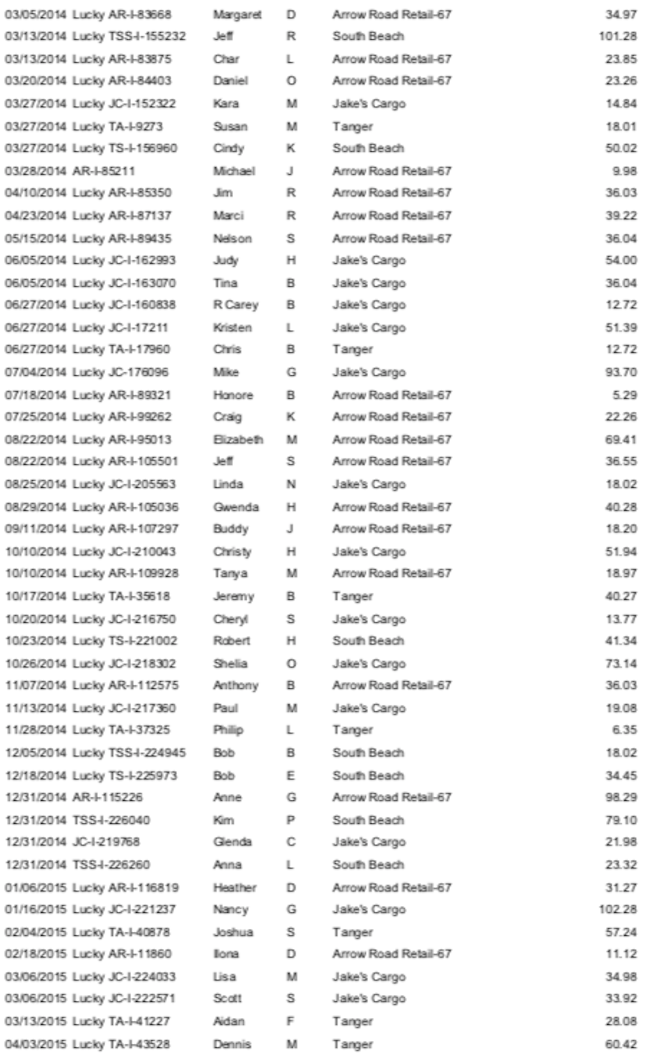 03/05/2014 Lucky AR-I-83668 Margaret D Arrow Road Retail-67 34.97
03/13/2014 Lucky TSS-I-155232 Jeff R South Beach 101.28
03/13/2014 Lucky AR-I-83875 Char L Arrow Road Retail-67 23.85
03/20/2014 Lucky AR-I-84403 Daniel O Arrow Road Retail-67 23.26
03/27/2014 Lucky JC-I-152322 Kara M Jake's Cargo 14.84
03/27/2014 Lucky TA-I-9273 Susan M Tanger 18.01
03/27/2014 Lucky TS-I-156960 Cindy K South Beach 50.02
03/28/2014 AR-I-85211 Michael J Arrow Road Retail-67 9.98
04/10/2014 Lucky AR-I-85350 Jim R Arrow Road Retail-67 36.03
04/23/2014 Lucky AR-I-87137 Marci R Arrow Road Retail-67 39.22
05/15/2014 Lucky AR-I-89435 Nelson S Arrow Road Retail-67 36.04
06/05/2014 Lucky JC-I-162993 Judy H Jake's Cargo 54.00
06/05/2014 Lucky JC-I-163070 Tina B Jake's Cargo 36.04
06/27/2014 Lucky JC-I-160838 R Carey B Jake's Cargo 12.72
06/27/2014 Lucky JC-I-17211 Kristen L Jake's Cargo 51.39
06/27/2014 Lucky TA-I-17960 Chris B Tanger 12.72
07/04/2014 Lucky JC-176096 Mike G Jake's Cargo 93.70
07/18/2014 Lucky AR-I-89321 Honore B Arrow Road Retail-67 5.29
07/25/2014 Lucky AR-I-99262 Craig K Arrow Road Retail-67 22.26
08/22/2014 Lucky AR-I-95013 Elizabeth M Arrow Road Retail-67 69.41
08/22/2014 Lucky AR-I-105501 Jeff S Arrow Road Retail-67 36.55
08/25/2014 Lucky JC-I-205563 Linda N Jake's Cargo 18.02
08/29/2014 Lucky AR-I-105036 Gwenda H Arrow Road Retail-67 40.28
09/11/2014 Lucky AR-I-107297 Buddy J Arrow Road Retail-67 18.20
10/10/2014 Lucky JC-I-210043 Christy H Jake's Cargo 51.94
10/10/2014 Lucky AR-I-109928 Tanya M Arrow Road Retail-67 18.97
10/17/2014 Lucky TA-I-35618 Jeremy B Tanger 40.27
10/20/2014 Lucky JC-I-216750 Cheryl S Jake's Cargo 13.77
10/23/2014 Lucky TS-I-221002 Robert H South Beach 41.34
10/26/2014 Lucky JC-I-218302 Shelia O Jake's Cargo 73.14
11/07/2014 Lucky AR-I-112575 Anthony B Arrow Road Retail-67 36.03
11/13/2014 Lucky JC-I-217360 Paul M Jake's Cargo 19.08
11/28/2014 Lucky TA-I-37325 Philip L Tanger 6.35
12/05/2014 Lucky TSS-I-224945 Bob B South Beach 18.02
12/18/2014 Lucky TS-I-225973 Bob E South Beach 34.45
12/31/2014 AR-I-115226 Anne G Arrow Road Retail-67 98.29
12/31/2014 TSS-I-226040 Kim P South Beach 79.10
12/31/2014 JC-I-219768 Glenda C Jake's Cargo 21.98
12/31/2014 TSS-I-226260 Anna L South Beach 23.32
01/06/2015 Lucky AR-I-116819 Heather D Arrow Road Retail-67 31.27
01/16/2015 Lucky JC-I-221237 Nancy G Jake's Cargo 102.28
02/04/2015 Lucky TA-I-40878 Joshua S Tanger 57.24
02/18/2015 Lucky AR-I-11860 Ilona D Arrow Road Retail-67 11.12
03/06/2015 Lucky JC-I-224033 Lisa M Jake's Cargo 34.98
03/06/2015 Lucky JC-I-222571 Scott S Jake's Cargo 33.92
03/13/2015 Lucky TA-I-41227 Aidan F Tanger 28.08
04/03/2015 Lucky TA-I-43528 Dennis M Tanger 60.42